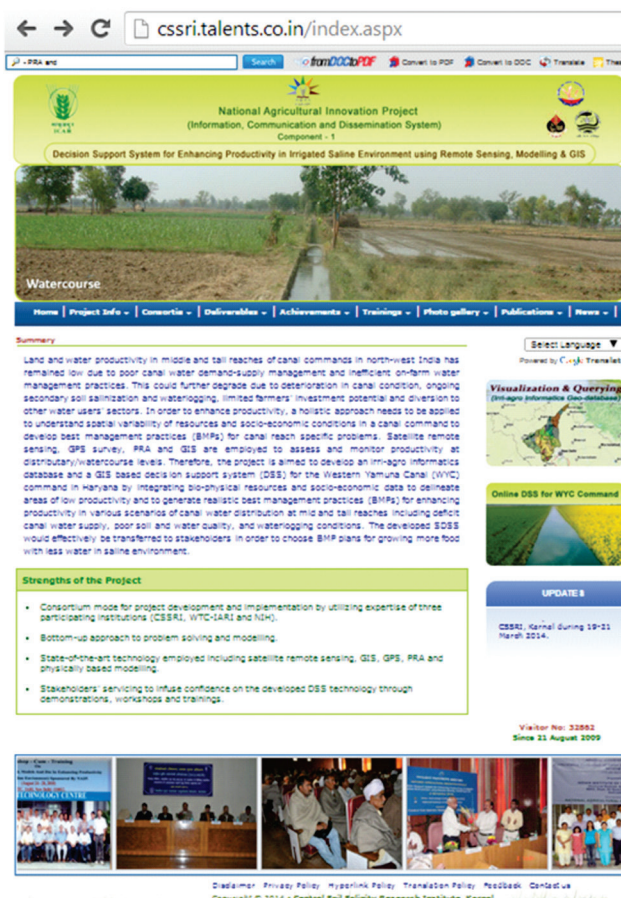 cssri.talents.co.in/index.aspx
- PRA and
Search
fromDOCtoPDF
Convert to PDF
Convert to DOC
Translate
National Agricultural Innovation Project
(Information, Communication and Dissemination System)
Component - 1
Decision Support System for Enhancing Productivity in Irrigated Saline Environment using Remote Sensing, Modelling & GIS
Watercourse
Home | Project Info | Consortia | Deliverables | Achievements | Trainings | Photo gallery | Publications | News |
Summary
Land and water productivity in middle and tail reaches of canal commands in north-west India has
remained low due to poor canal water demand-supply management and inefficient on-farm water
management practices. This could further degrade due to deterioration in canal condition, ongoing
secondary soil salinization and waterlogging, limited farmers' investment potential and diversion to
other water users' sectors. In order to enhance productivity, a holistic approach needs to be applied
to understand spatial variability of resources and socio-economic conditions in a canal command to
develop best management practices (BMPs) for canal reach specific problems. Satellite remote
sensing, GPS survey, PRA and GIS are employed to assess and monitor productivity at
distributary/watercourse levels. Therefore, the project is aimed to develop an irri-agro informatics
database and a GIS based decision support system (DSS) for the Western Yamuna Canal (WYC)
command in Haryana by integrating bio-physical resources and socio-economic data to delineate
areas of low productivity and to generate realistic best management practices (BMPs) for enhancing
productivity in various scenarios of canal water distribution at mid and tail reaches including deficit
canal water supply, poor soil and water quality, and waterlogging conditions. The developed SDSS
would effectively be transferred to stakeholders in order to choose BMP plans for growing more food
with less water in saline environment.
Select Language
Powered by Google Translate
Visualization & Querying
(Irri-agro Informatics Geo-database)
Online DSS for WYC Command
UPDATES
CSSRI, Karnal during 19-21
March 2014.
Strengths of the Project
• Consortium mode for project development and implementation by utilizing expertise of three
participating institutions (CSSRI, WTC-IARI and NIH).
• Bottom-up approach to problem solving and modelling.
• State-of-the-art technology employed including satellite remote sensing, GIS, GPS, PRA and
physically based modelling.
• Stakeholders' servicing to infuse confidence on the developed DSS technology through
demonstrations, workshops and trainings.
Visitor No: 32882
Since 21 August 2009
TECHNOLOGY CENTRE
Disclaimer Privacy Policy Hyperlink Policy Translation Policy Feedback Contact us